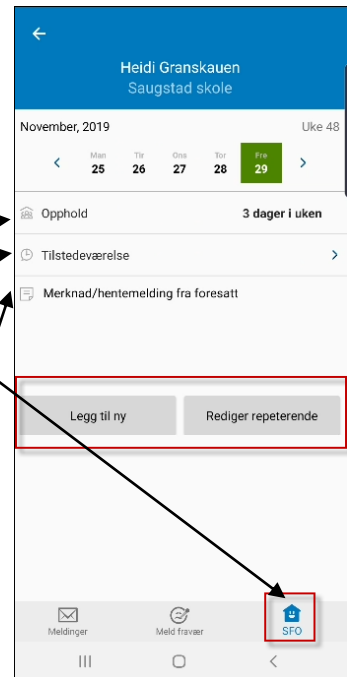 Heidi Granskauen
Saugstad skole
November, 2019 Uke 48
Man Tir Ons Tor Fre
25 26 27 28 29
Opphold 3 dager i uken
Tilstedeværelse
Merknad/hentemelding fra foresatt
Legg til ny Rediger repeterende
Meldinger Meld fravær SFO